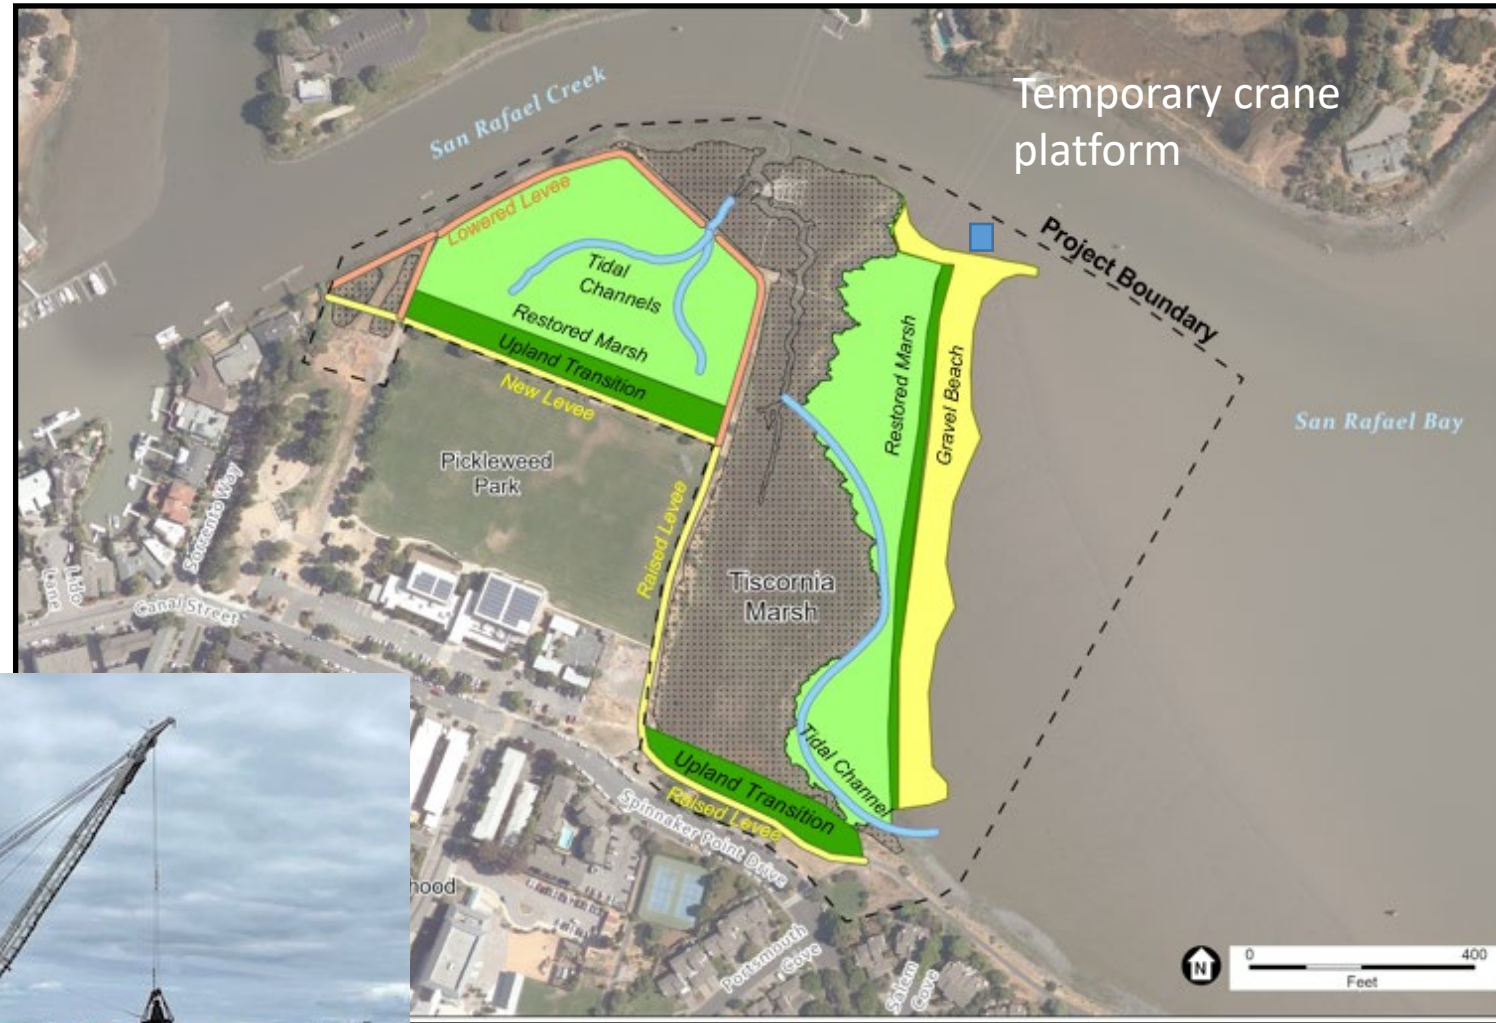 Temporary crane
platform
San Rafael Creek
Project Boundary
Lowered Levee
Tidal
Channels
Restored Marsh
Upland Transition
New Levee
Restored Marsh
Gravel Beach
San Rafael Bay
Pickleweed
Park
Sorrento Way
Raised Levee
Tiscornia
Marsh
Lido
Lane
Canal Street
Tidal Channel
Upland Transition
Raised Levee
Spinnaker Point Drive
hood
Portsmouth
Cove
Salem
Cove
N
0 400
Feet